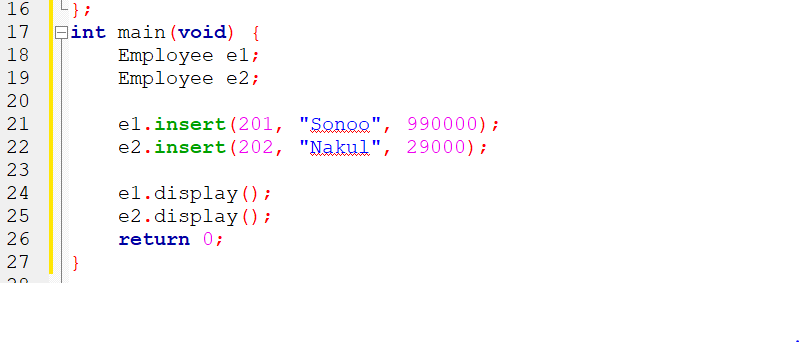 16 };
17 int main(void) {
18 Employee e1;
19 Employee e2;
20
21 e1.insert(201, "Sonoo", 990000);
22 e2.insert(202, "Nakul", 29000);
23
24 e1.display();
25 e2.display();
26 return 0;
27 }